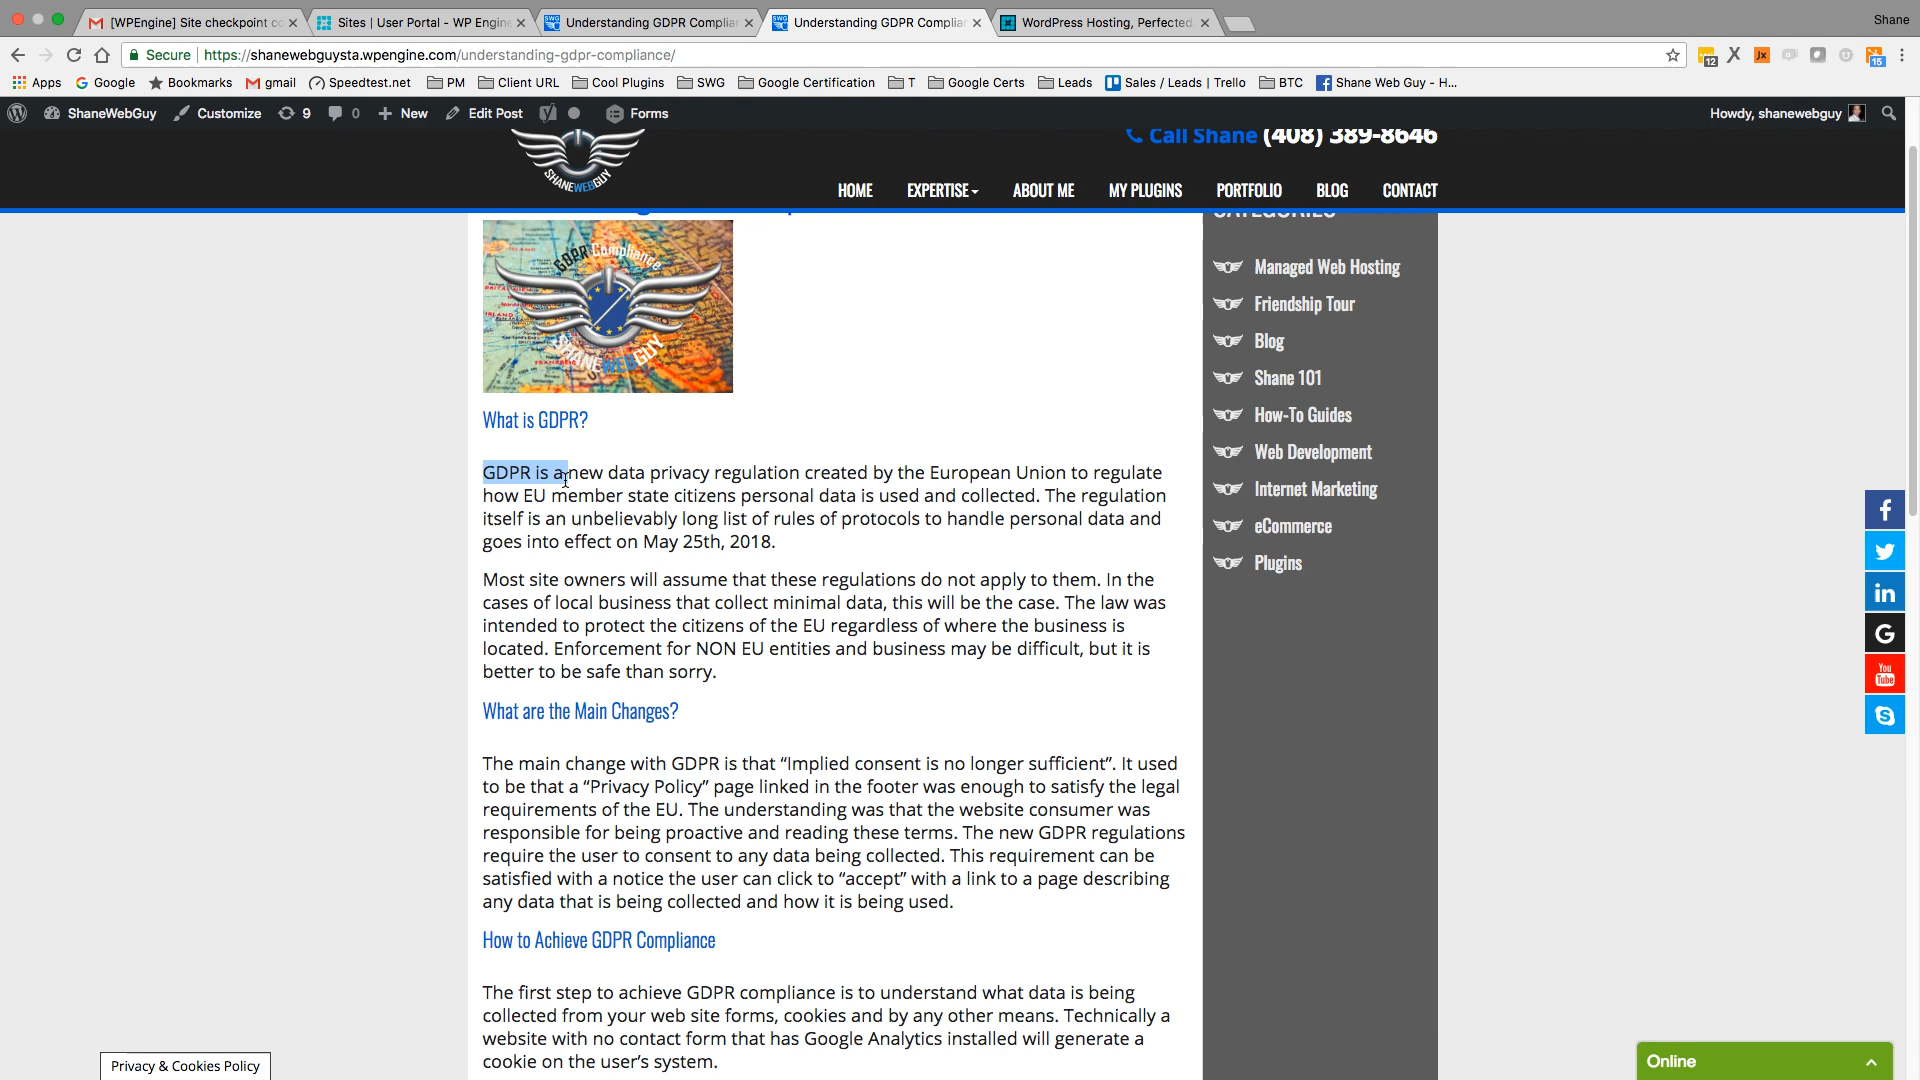 [WPEngine] Site checkpoint co
Sites | User Portal - WP Engine
Understanding GDPR Complian
Understanding GDPR Complian
WordPress Hosting, Perfected.
Shane
Secure
https://shanewebguysta.wpengine.com/understanding-gdpr-compliance/
12
15
Apps
Google
Bookmarks
gmail
Speedtest.net
PM
Client URL
Cool Plugins
SWG
Google Certification
T
Google Certs
Leads
Sales / Leads | Trello
BTC
Shane Web Guy - H...
ShaneWebGuy
Customize
9
0
New
Edit Post
Forms
Howdy, shanewebguy
SHANEWEBGUY
Call Shane (408) 389-8646
HOME
EXPERTISE
ABOUT ME
MY PLUGINS
PORTFOLIO
BLOG
CONTACT
GDPR Compliance
SHANEWEBGUY
What is GDPR?
GDPR is a new data privacy regulation created by the European Union to regulate
how EU member state citizens personal data is used and collected. The regulation
itself is an unbelievably long list of rules of protocols to handle personal data and
goes into effect on May 25th, 2018.
Most site owners will assume that these regulations do not apply to them. In the
cases of local business that collect minimal data, this will be the case. The law was
intended to protect the citizens of the EU regardless of where the business is
located. Enforcement for NON EU entities and business may be difficult, but it is
better to be safe than sorry.
What are the Main Changes?
The main change with GDPR is that “Implied consent is no longer sufficient”. It used
to be that a “Privacy Policy” page linked in the footer was enough to satisfy the legal
requirements of the EU. The understanding was that the website consumer was
responsible for being proactive and reading these terms. The new GDPR regulations
require the user to consent to any data being collected. This requirement can be
satisfied with a notice the user can click to “accept” with a link to a page describing
any data that is being collected and how it is being used.
How to Achieve GDPR Compliance
The first step to achieve GDPR compliance is to understand what data is being
collected from your web site forms, cookies and by any other means. Technically a
website with no contact form that has Google Analytics installed will generate a
cookie on the user's system.
CATEGORIES
Managed Web Hosting
Friendship Tour
Blog
Shane 101
How-To Guides
Web Development
Internet Marketing
eCommerce
Plugins
You
Tube
Privacy & Cookies Policy
Online